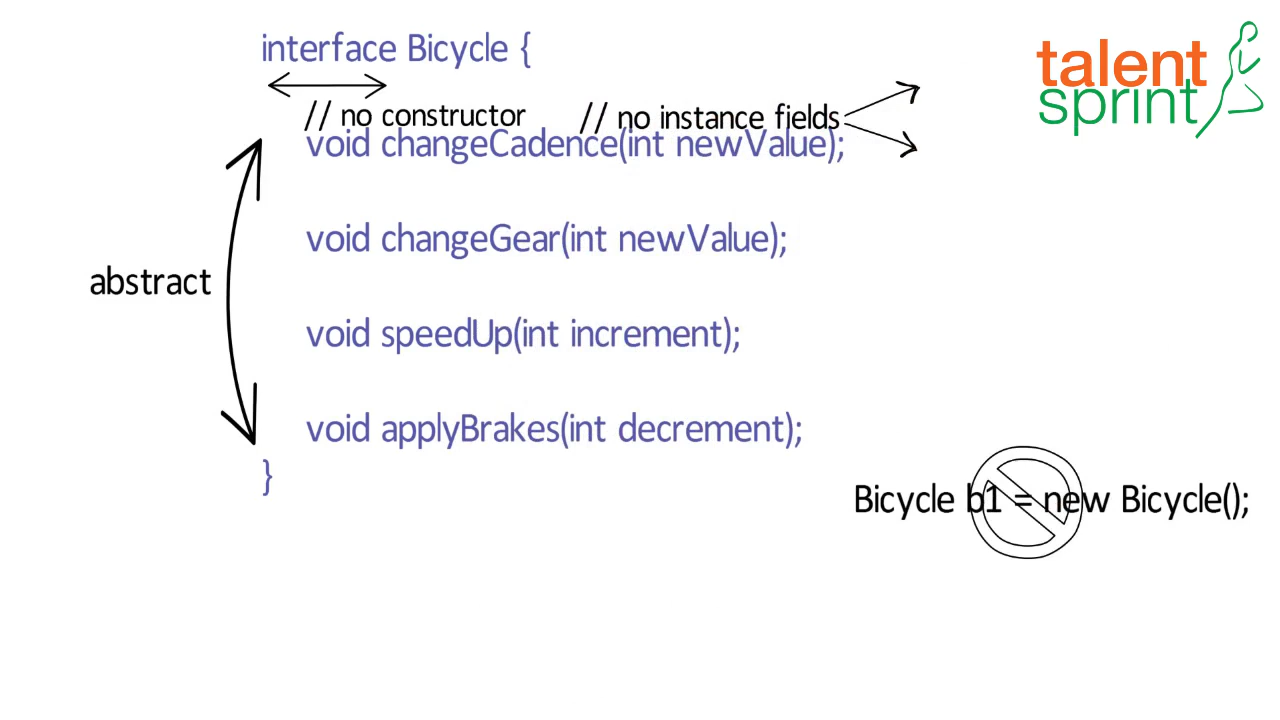 interface Bicycle {
talent
sprint
// no constructor // no instance fields
void changeCadence(int newValue);
void changeGear(int newValue);
abstract
void speedUp(int increment);
void applyBrakes(int decrement);
}
Bicycle b1 = new Bicycle();